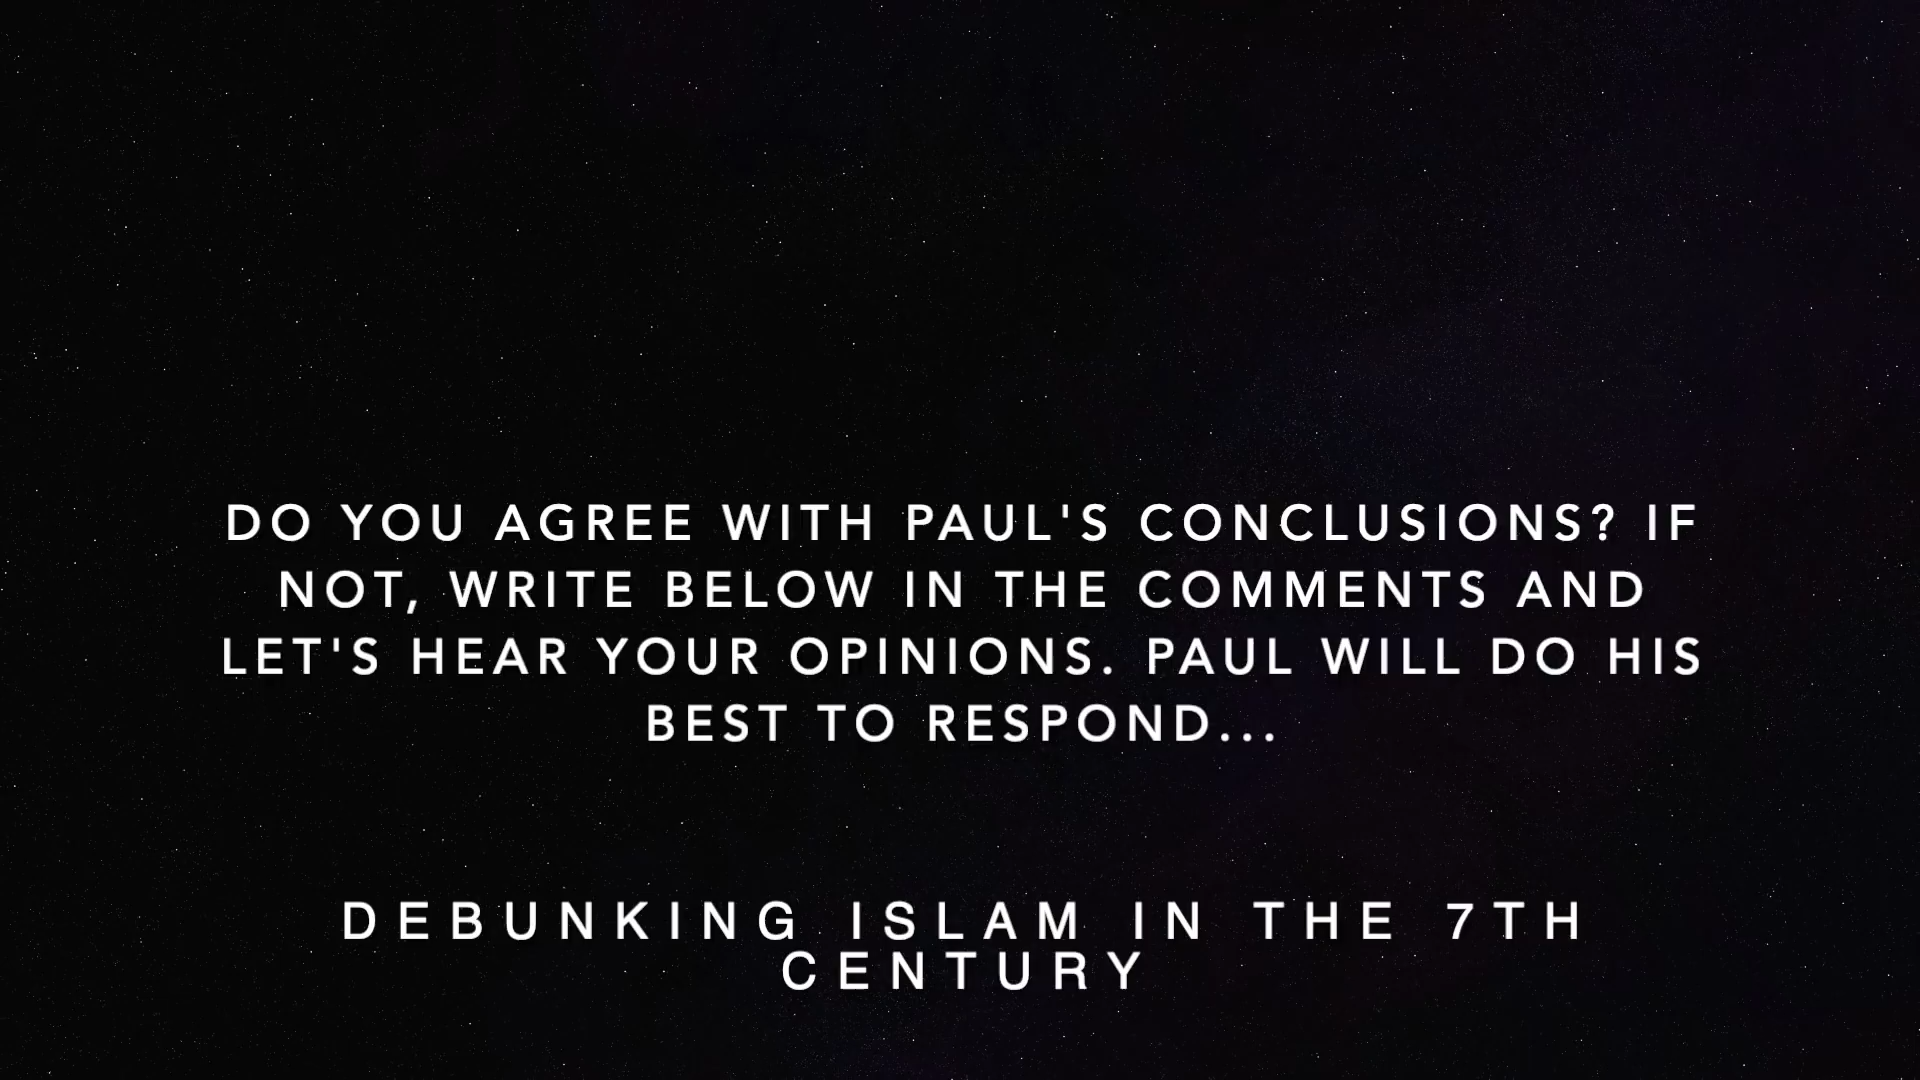 DO YOU AGREE WITH PAUL'S CONCLUSIONS? IF
NOT, WRITE BELOW IN THE COMMENTS AND
LET'S HEAR YOUR OPINIONS. PAUL WILL DO HIS
BEST TO RESPOND...
DEBUNKING ISLAM IN THE 7TH
CENTURY